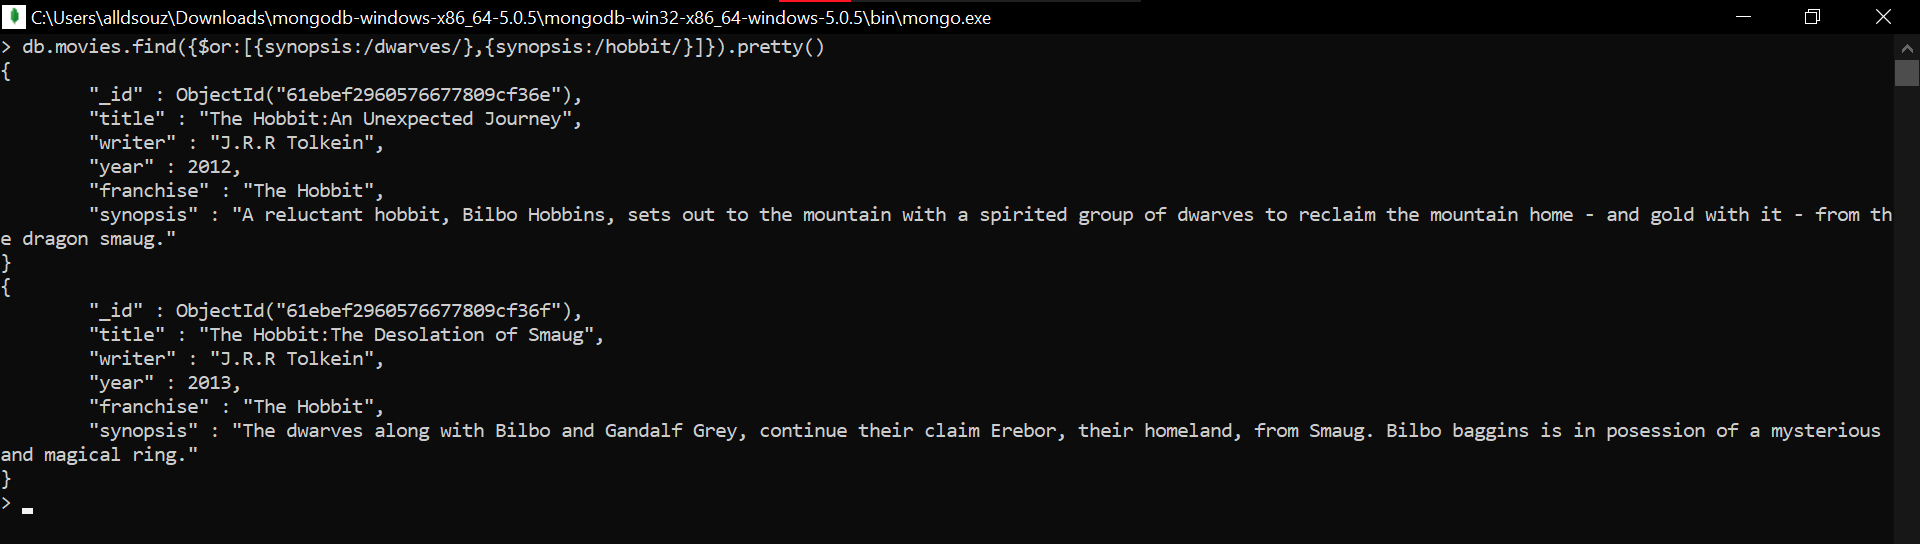 C:\Users\alldsouz\Downloads\mongodb-windows-x86_64-5.0.5\mongodb-win32-x86_64-windows-5.0.5\bin\mongo.exe
> db.movies.find({$or:[{synopsis:/dwarves/},{synopsis:/hobbit/}]}).pretty()
{
        "_id" : ObjectId("61ebef2960576677809cf36e"),
        "title" : "The Hobbit:An Unexpected Journey",
        "writer" : "J.R.R Tolkein",
        "year" : 2012,
        "franchise" : "The Hobbit",
        "synopsis" : "A reluctant hobbit, Bilbo Hobbins, sets out to the mountain with a spirited group of dwarves to reclaim the mountain home - and gold with it - from th
e dragon smaug."
}
{
        "_id" : ObjectId("61ebef2960576677809cf36f"),
        "title" : "The Hobbit:The Desolation of Smaug",
        "writer" : "J.R.R Tolkein",
        "year" : 2013,
        "franchise" : "The Hobbit",
        "synopsis" : "The dwarves along with Bilbo and Gandalf Grey, continue their claim Erebor, their homeland, from Smaug. Bilbo baggins is in posession of a mysterious
and magical ring."
}
>